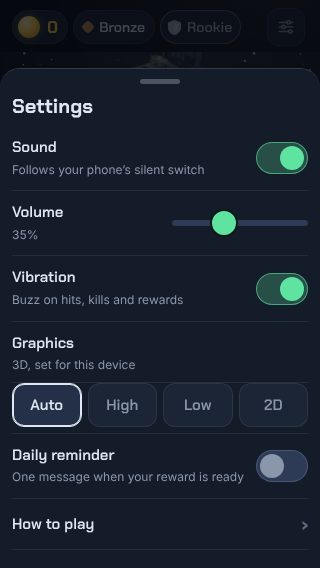 0
Bronze
Rookie
Settings
Sound
Follows your phone’s silent switch
Volume
35%
Vibration
Buzz on hits, kills and rewards
Graphics
3D, set for this device
Auto
High
Low
2D
Daily reminder
One message when your reward is ready
How to play